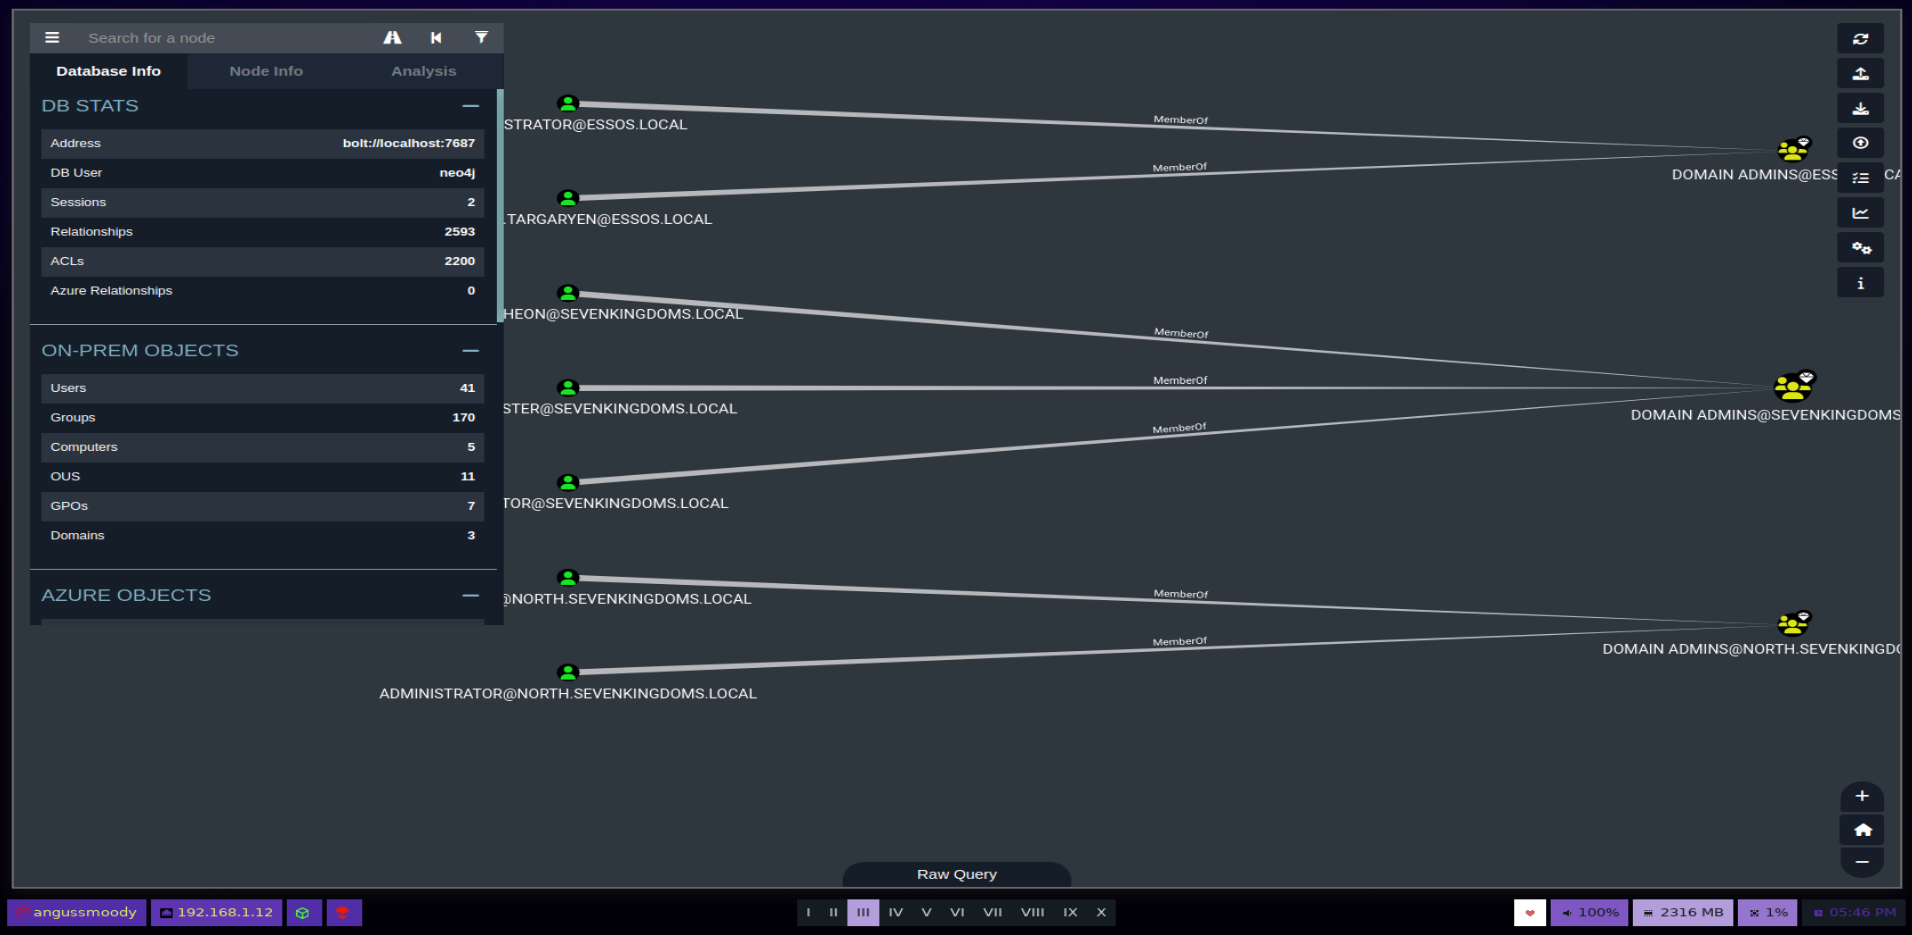 Search for a node
Database Info
Node Info
Analysis
DB STATS
Address bolt://localhost:7687
DB User neo4j
Sessions 2
Relationships 2593
ACLs 2200
Azure Relationships 0
ON-PREM OBJECTS
Users 41
Groups 170
Computers 5
OUS 11
GPOs 7
Domains 3
AZURE OBJECTS
STRATOR@ESSOS.LOCAL
MemberOf
MemberOf
DOMAIN ADMINS@ESS
CA
.TARGARYEN@ESSOS.LOCAL
HEON@SEVENKINGDOMS.LOCAL
MemberOf
MemberOf
STER@SEVENKINGDOMS.LOCAL
DOMAIN ADMINS@SEVENKINGDOMS
MemberOf
TOR@SEVENKINGDOMS.LOCAL
MemberOf
@NORTH.SEVENKINGDOMS.LOCAL
MemberOf
DOMAIN ADMINS@NORTH.SEVENKINGDO
ADMINISTRATOR@NORTH.SEVENKINGDOMS.LOCAL
Raw Query
angussmoody 192.168.1.12 I II III IV V VI VII VIII IX X 100% 2316 MB 1% 05:46 PM